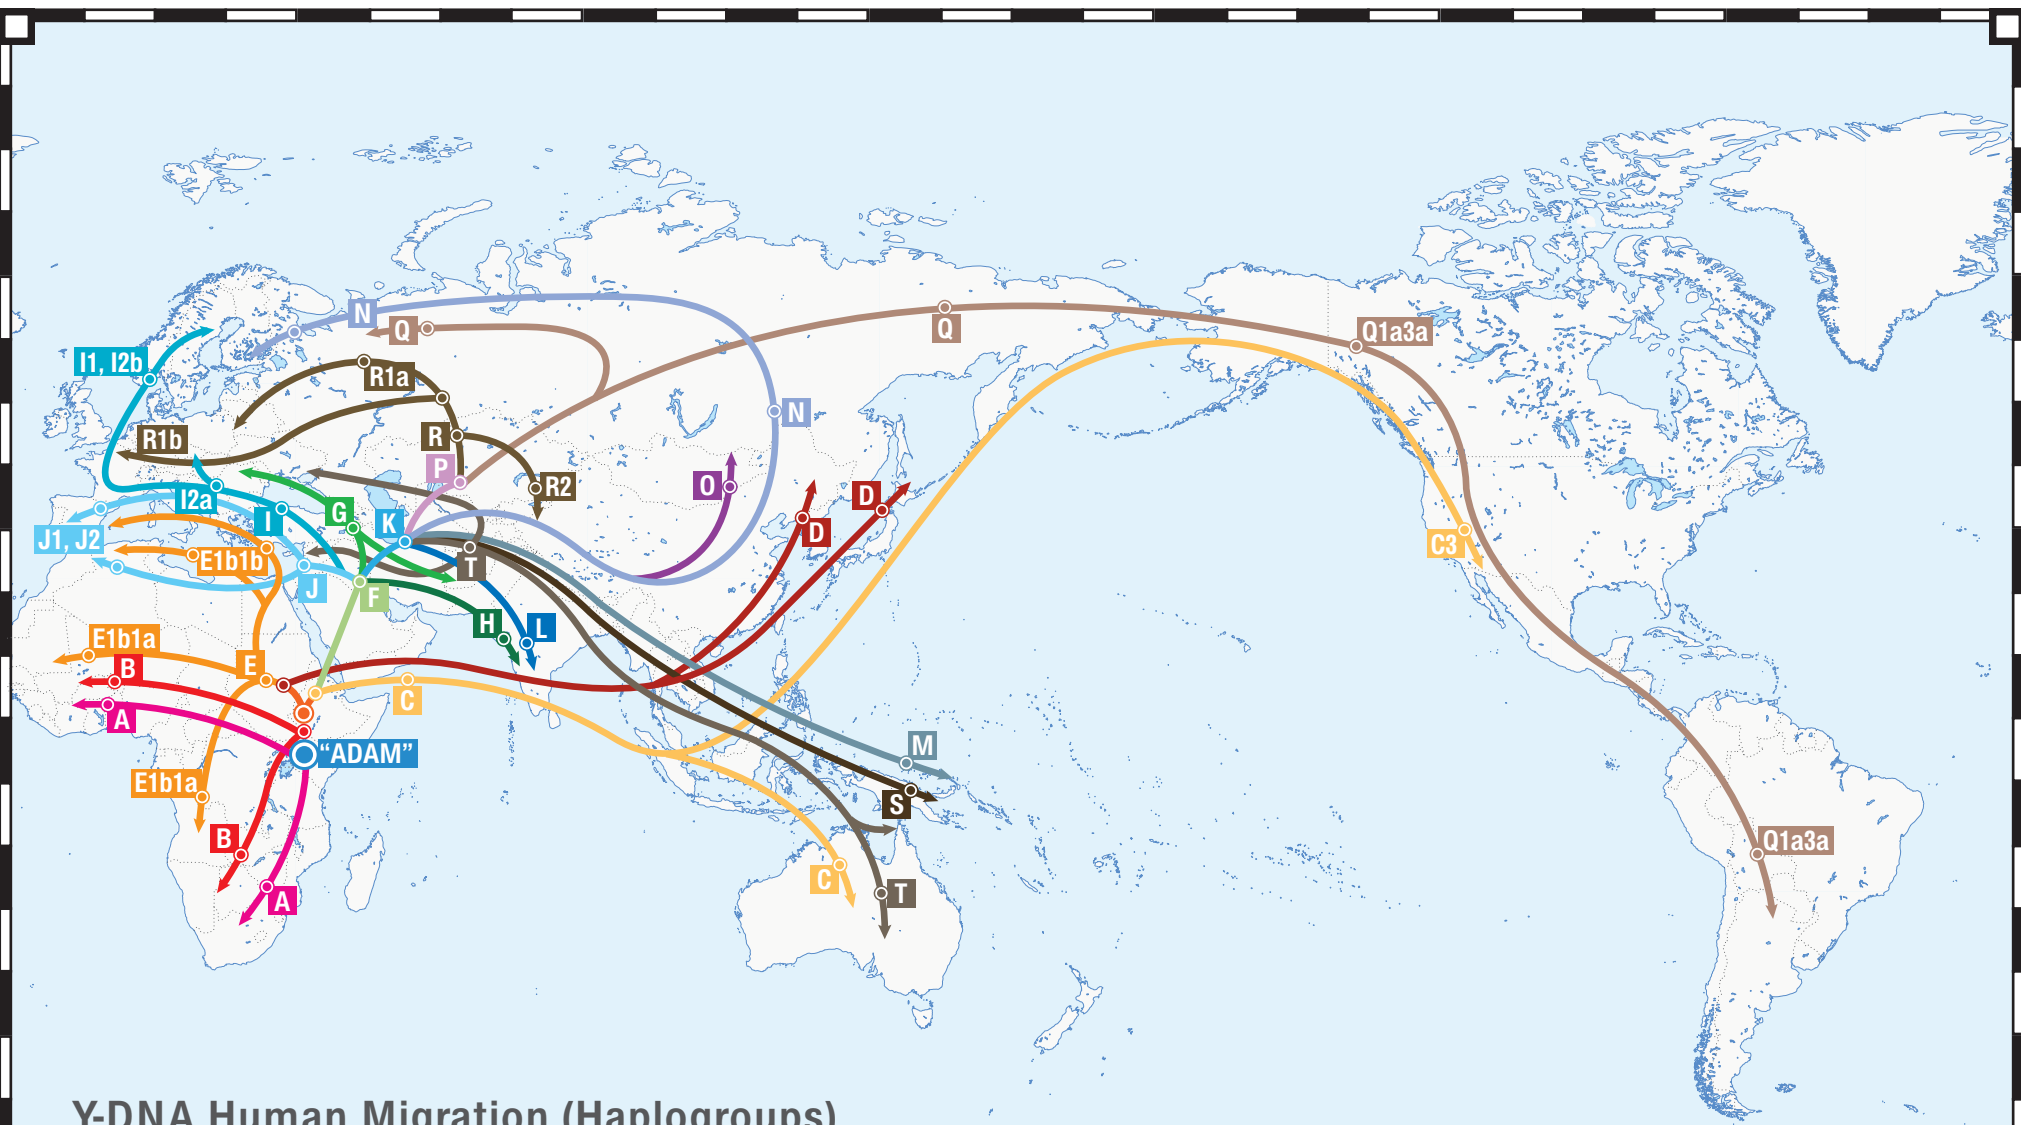 N
Q
Q
Q1a3a
I1, I2b
R1a
N
R1b
R
P
R2
O
D
D
I2a
I
G
K
J1, J2
E1b1b
T
C3
J
F
H
L
E1b1a
B
E
C
A
"ADAM"
M
E1b1a
S
B
Q1a3a
C
T
A
Y-DNA Human Migration (Haplogroups)